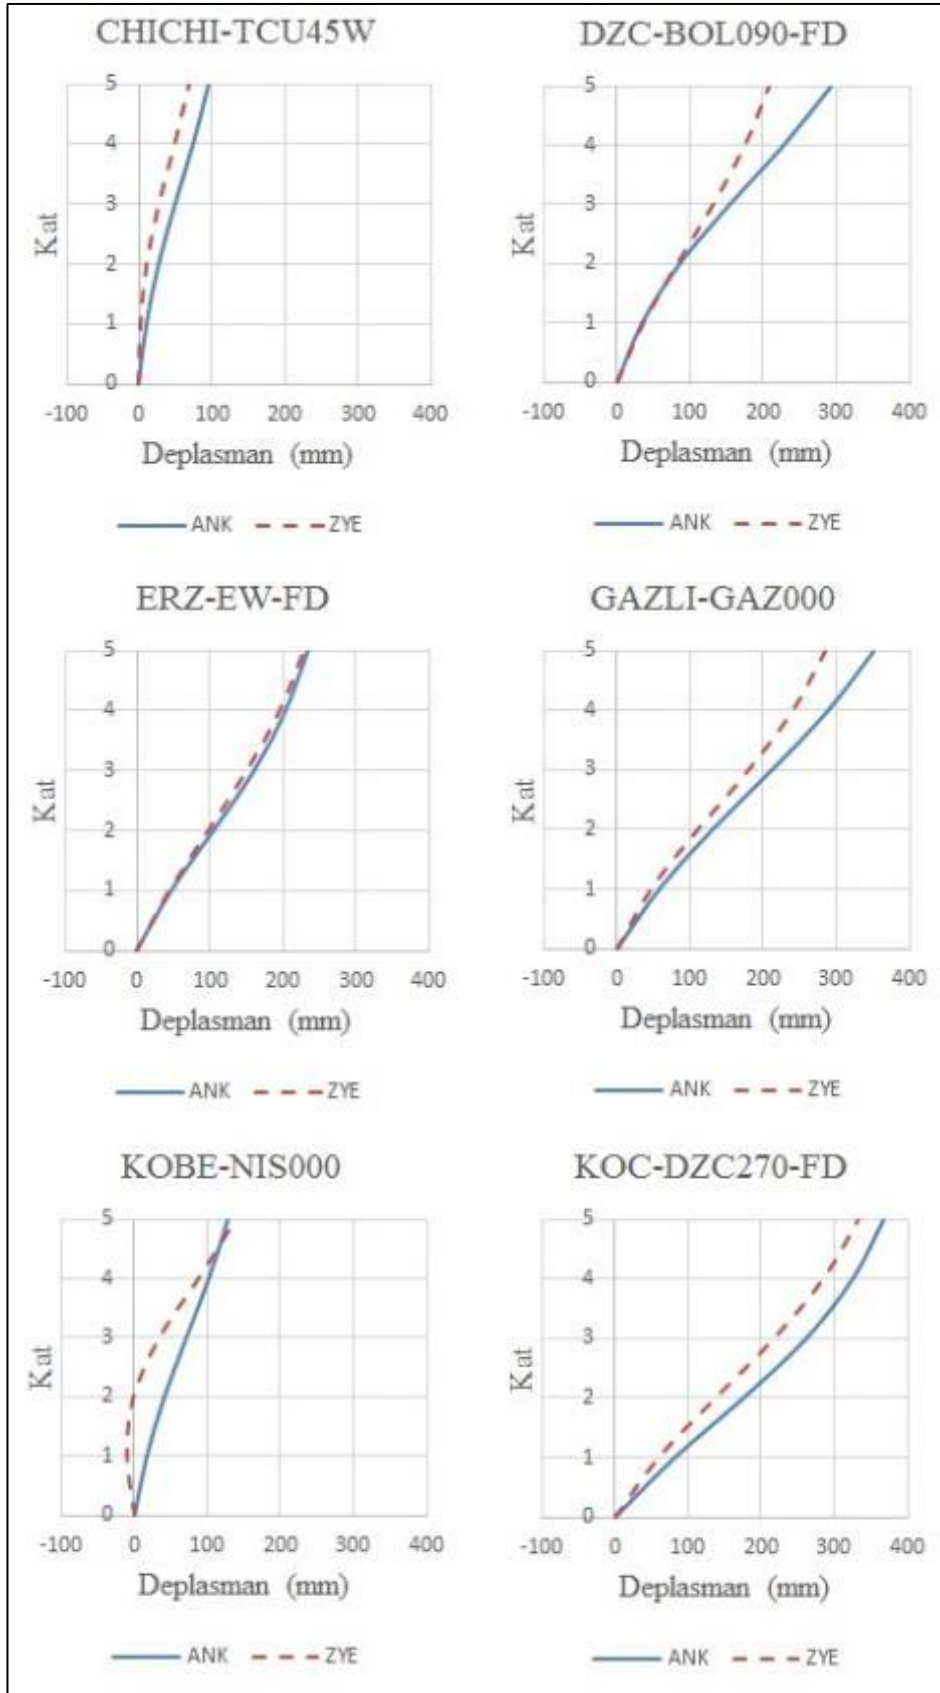 CHICHI-TCU45W
5
4
3
2
1
0
Kat
-100 0 100 200 300 400
Deplasman (mm)
ANK ZYE
DZC-BOL090-FD
5
4
3
2
1
0
Kat
-100 0 100 200 300 400
Deplasman (mm)
ANK ZYE
ERZ-EW-FD
5
4
3
2
1
0
Kat
-100 0 100 200 300 400
Deplasman (mm)
ANK ZYE
GAZLI-GAZ000
5
4
3
2
1
0
Kat
-100 0 100 200 300 400
Deplasman (mm)
ANK ZYE
KOBE-NIS000
5
4
3
2
1
0
Kat
-100 0 100 200 300 400
Deplasman (mm)
ANK ZYE
KOC-DZC270-FD
5
4
3
2
1
0
Kat
-100 0 100 200 300 400
Deplasman (mm)
ANK ZYE